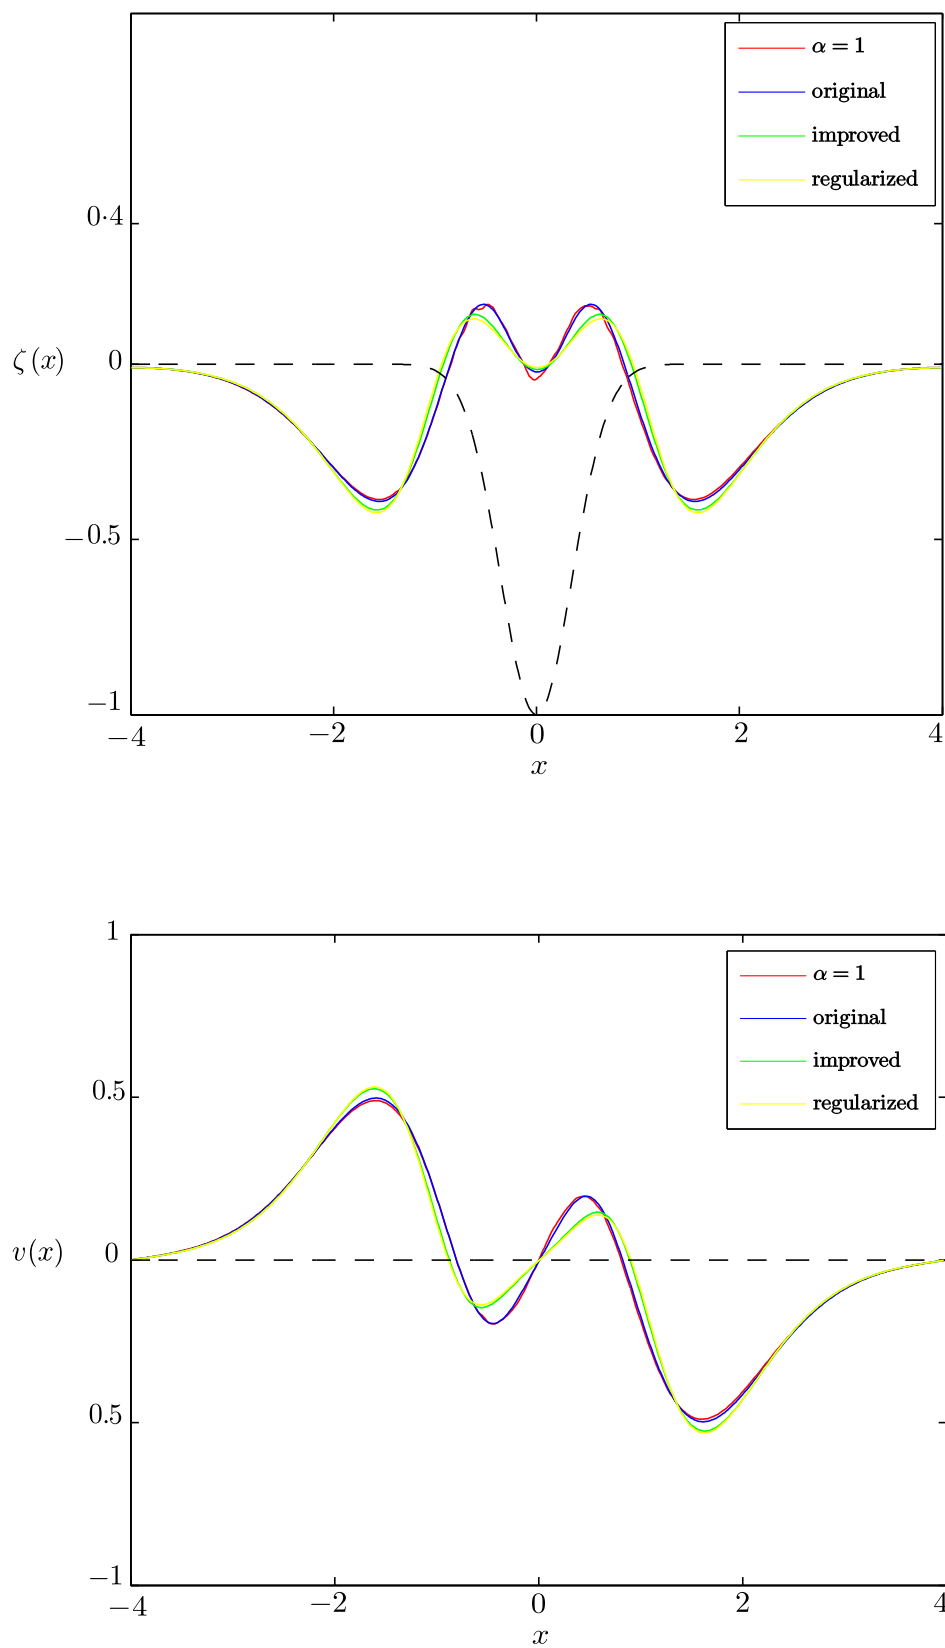 α = 1
original
improved
regularized
0·4
ζ (x)
0
−0.5
−1
−4
−2
0
2
4
x
1
α = 1
original
improved
regularized
0.5
v(x)
0
0.5
−1
−4
−2
0
2
4
x